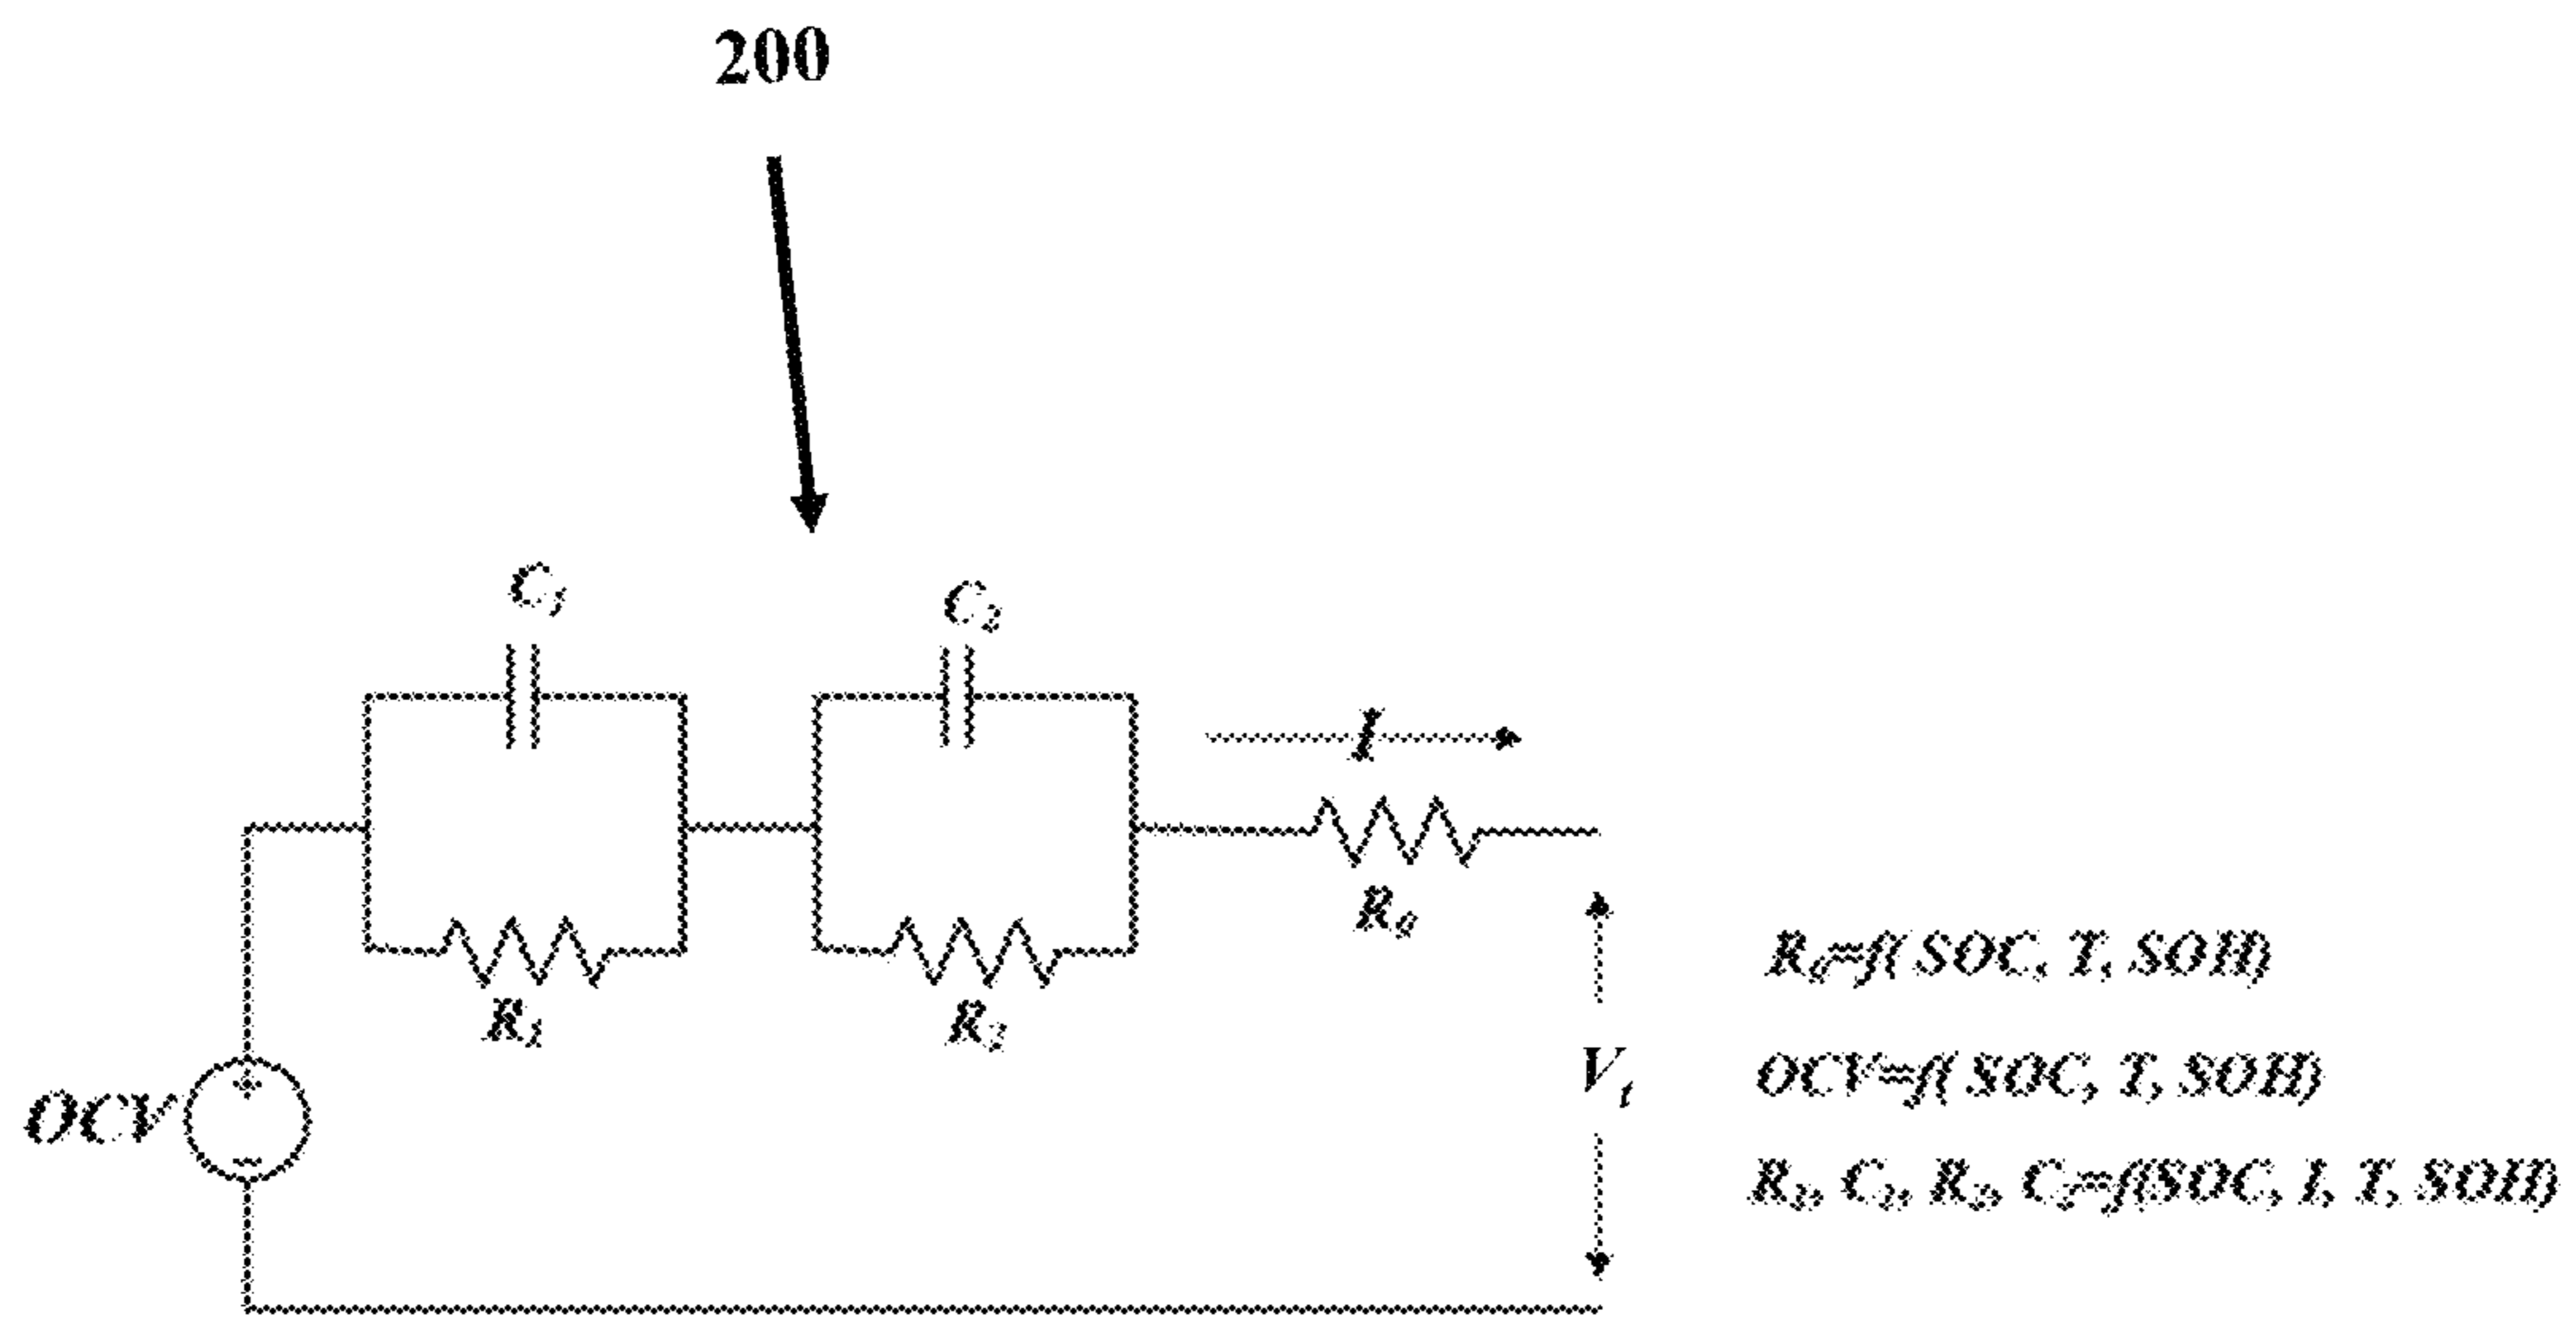 200
C₁
C₂
I
R₀
R₁
R₂
OCV
+
−
Vₜ
R₀=f( SOC, T, SOH)
OCV=f( SOC, T, SOH)
R₁, C₁, R₂, C₂=f(SOC, I, T, SOH)